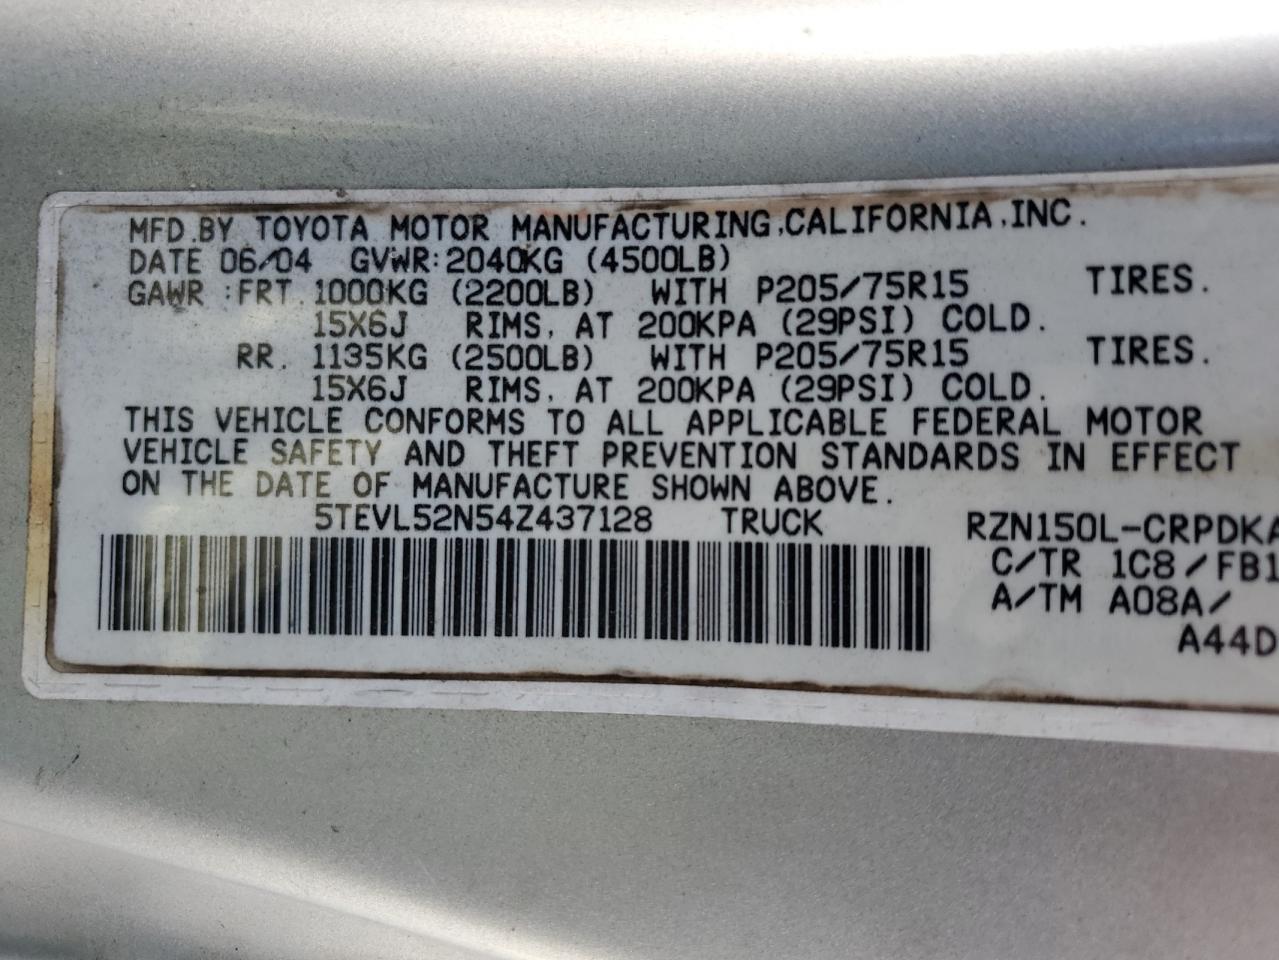 MFD.BY TOYOTA MOTOR MANUFACTURING,CALIFORNIA,INC.
DATE 06/04 GVWR:2040KG (4500LB)
GAWR :FRT.1000KG (2200LB) WITH P205/75R15 TIRES.
15X6J RIMS, AT 200KPA (29PSI) COLD.
RR. 1135KG (2500LB) WITH P205/75R15 TIRES.
15X6J RIMS, AT 200KPA (29PSI) COLD.
THIS VEHICLE CONFORMS TO ALL APPLICABLE FEDERAL MOTOR
VEHICLE SAFETY AND THEFT PREVENTION STANDARDS IN EFFECT
ON THE DATE OF MANUFACTURE SHOWN ABOVE.
5TEVL52N54Z437128 TRUCK RZN150L-CRPDKA
C/TR 1C8/FB1
A/TM A08A/
A44D